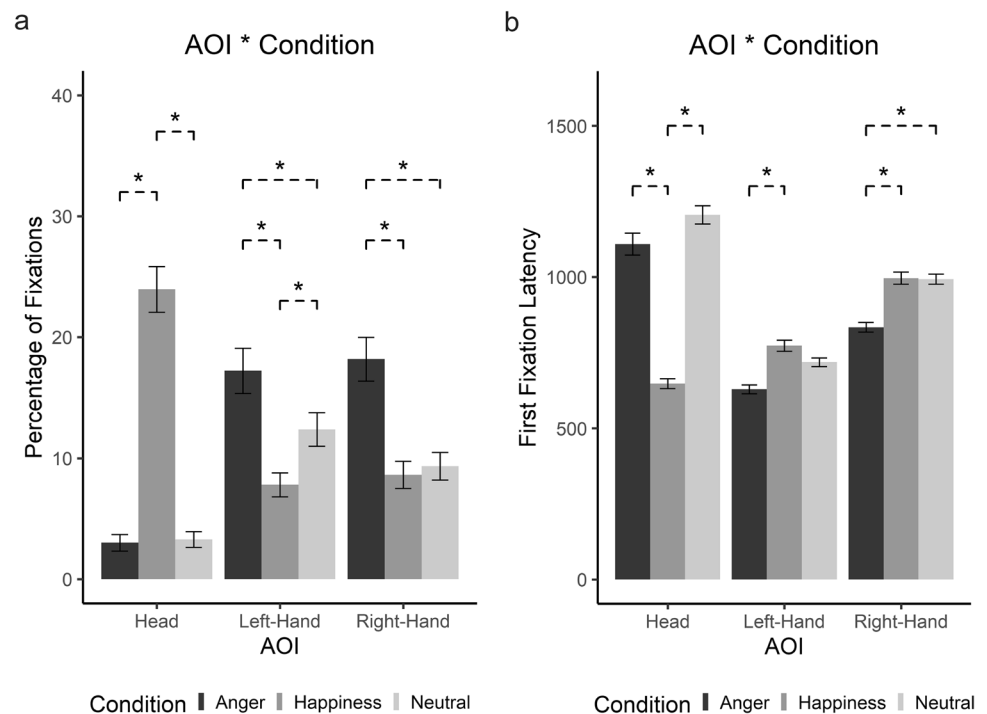 a
AOI * Condition
Percentage of Fixations
40
30
20
10
0
*
*
*
*
*
*
*
Head
Left-Hand
Right-Hand
AOI
Condition Anger Happiness Neutral
b
AOI * Condition
First Fixation Latency
1500
1000
500
0
*
*
*
*
*
Head
Left-Hand
Right-Hand
AOI
Condition Anger Happiness Neutral